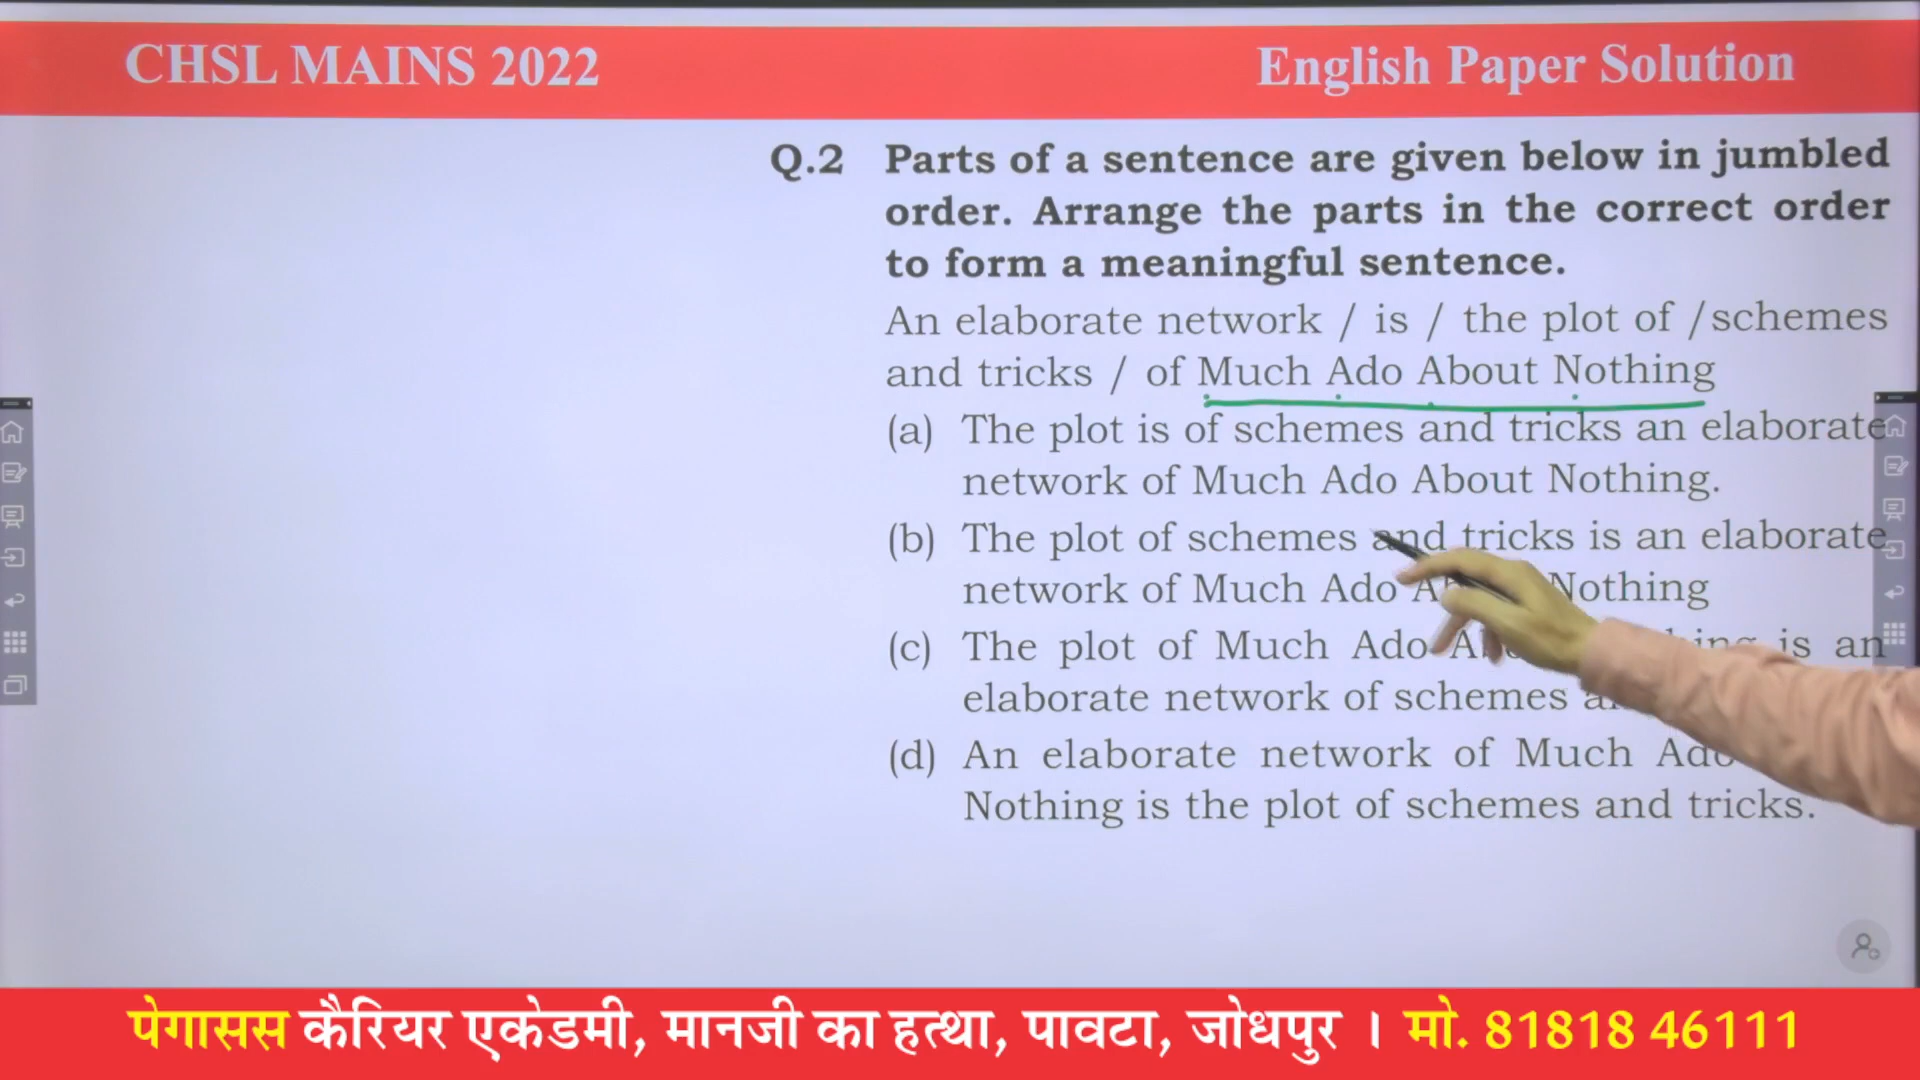 CHSL MAINS 2022 English Paper Solution
Q.2 Parts of a sentence are given below in jumbled
order. Arrange the parts in the correct order
to form a meaningful sentence.
An elaborate network / is / the plot of /schemes
and tricks / of Much Ado About Nothing
(a) The plot is of schemes and tricks an elaborate
network of Much Ado About Nothing.
(b) The plot of schemes and tricks is an elaborate
network of Much Ado Nothing
(c) The plot of Much Ado is an
elaborate network of schemes
(d) An elaborate network of Much Ado
Nothing is the plot of schemes and tricks.
पेगासस कैरियर एकेडमी, मानजी का हत्था, पावटा, जोधपुर । मो. 81818 46111